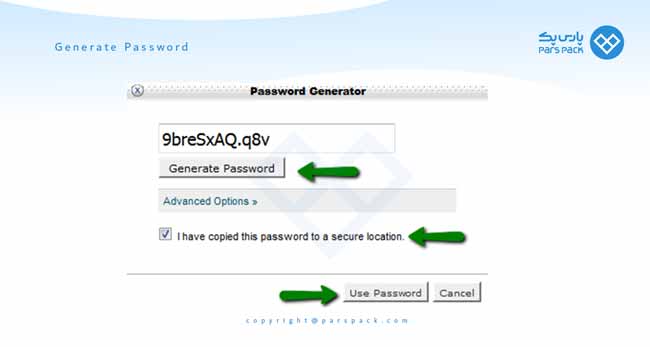 Generate Password
پارس پک
PARS PACK
Password Generator
9breSxAQ.q8v
Generate Password
Advanced Options »
I have copied this password to a secure location.
Use Password
Cancel
copyright@parspack.com